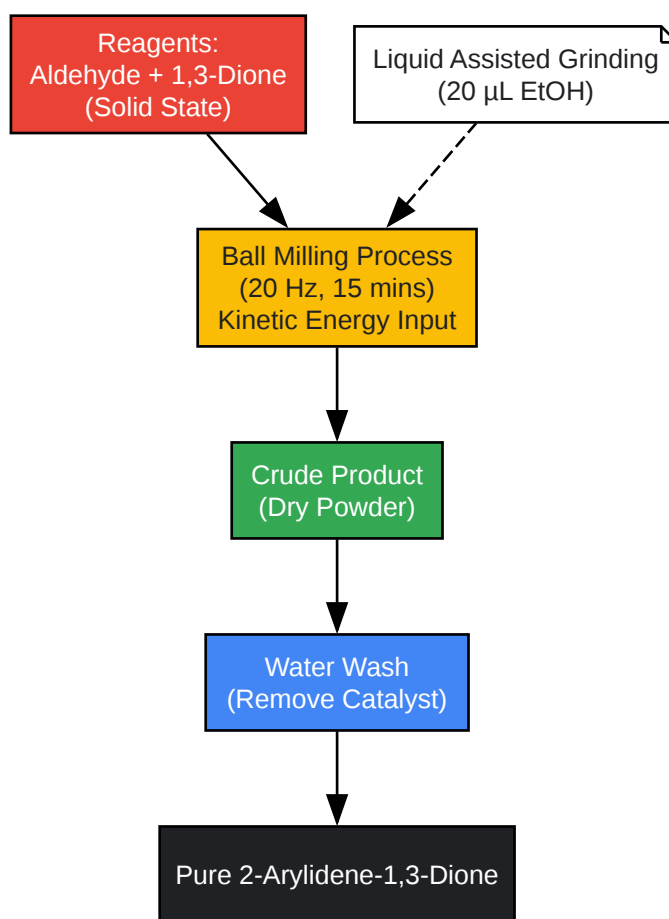 Reagents:
Aldehyde + 1,3-Dione
(Solid State)
Liquid Assisted Grinding
(20 µL EtOH)
Ball Milling Process
(20 Hz, 15 mins)
Kinetic Energy Input
Crude Product
(Dry Powder)
Water Wash
(Remove Catalyst)
Pure 2-Arylidene-1,3-Dione